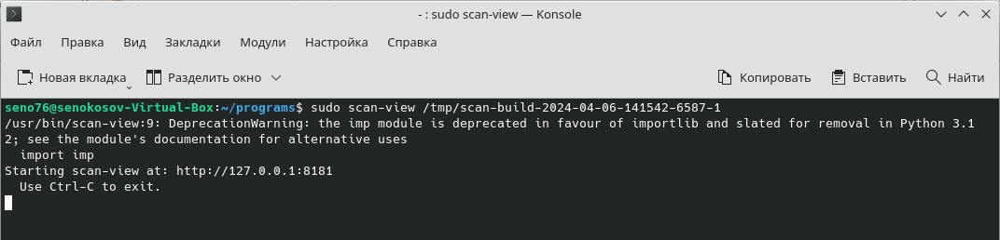 - : sudo scan-view — Konsole
Файл Правка Вид Закладки Модули Настройка Справка
Новая вкладка Разделить окно Копировать Вставить Найти
seno76@senokosov-Virtual-Box:~/programs$ sudo scan-view /tmp/scan-build-2024-04-06-141542-6587-1
/usr/bin/scan-view:9: DeprecationWarning: the imp module is deprecated in favour of importlib and slated for removal in Python 3.1
2; see the module's documentation for alternative uses
  import imp
Starting scan-view at: http://127.0.0.1:8181
  Use Ctrl-C to exit.